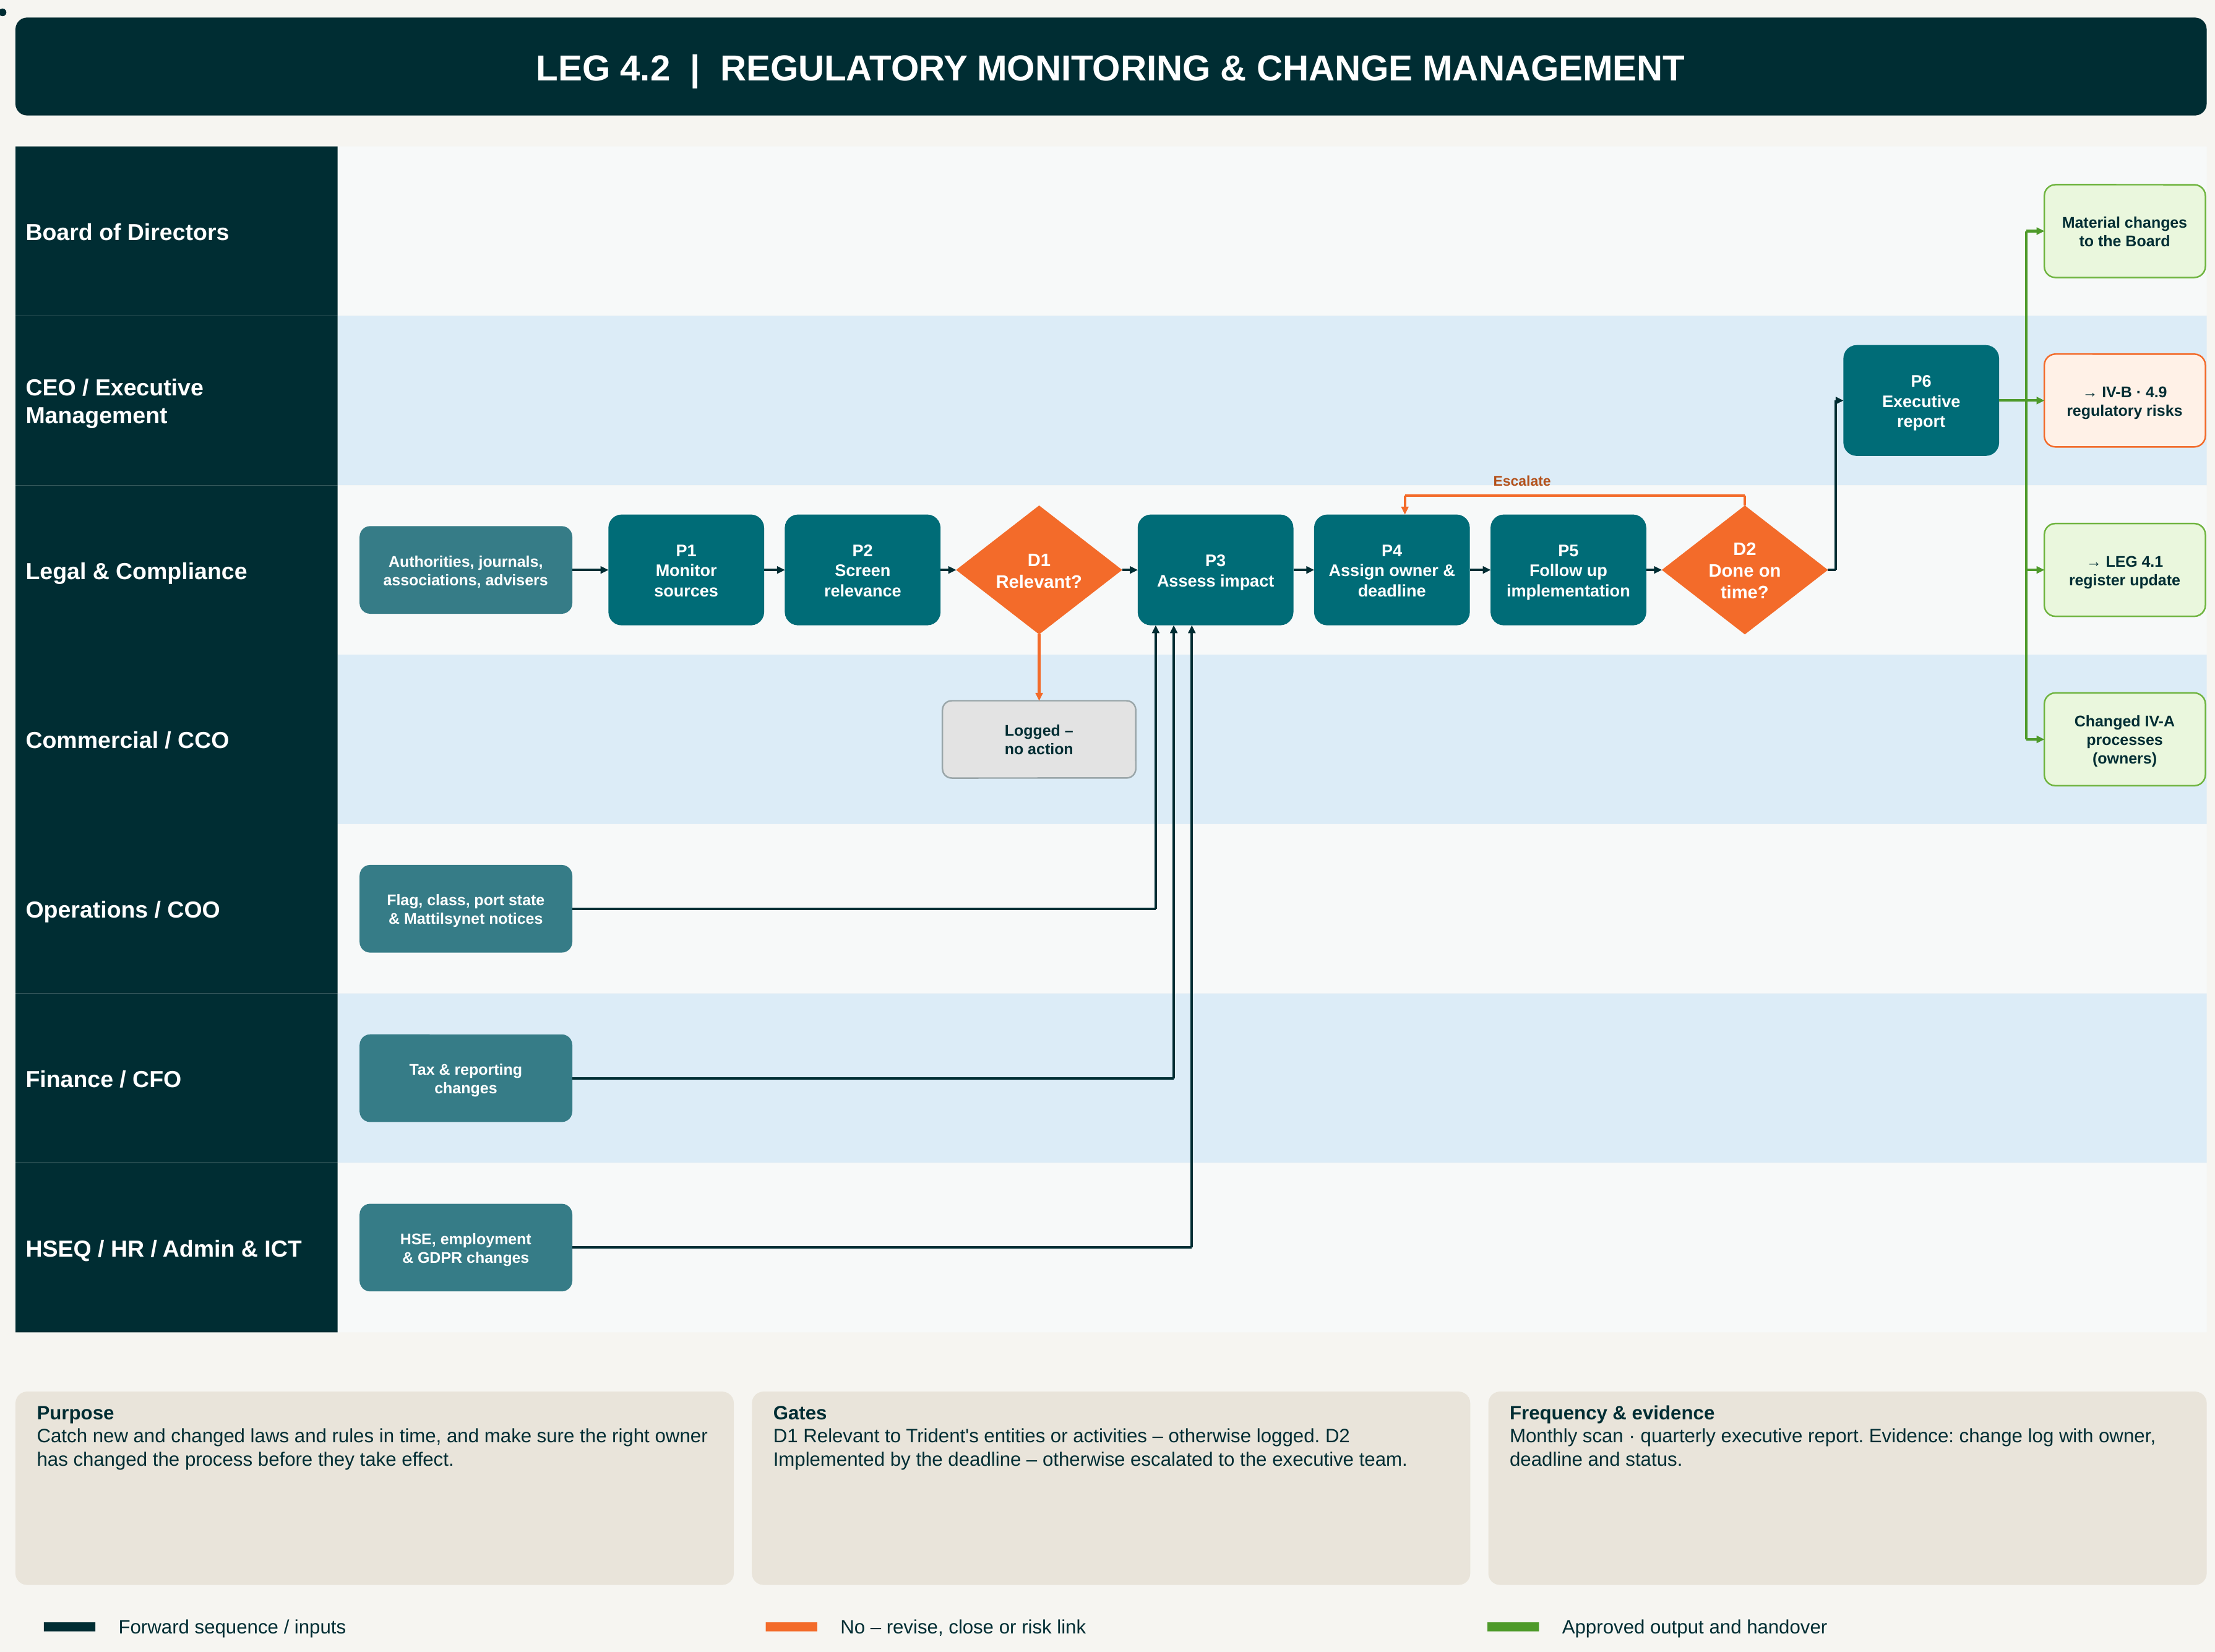 LEG 4.2 | REGULATORY MONITORING & CHANGE MANAGEMENT
Board of Directors
Material changes
to the Board
CEO / Executive
Management
P6
Executive
report
→ IV-B · 4.9
regulatory risks
Escalate
Legal & Compliance
Authorities, journals,
associations, advisers
P1
Monitor
sources
P2
Screen
relevance
D1
Relevant?
P3
Assess impact
P4
Assign owner &
deadline
P5
Follow up
implementation
D2
Done on
time?
→ LEG 4.1
register update
Commercial / CCO
Logged –
no action
Changed IV-A
processes
(owners)
Operations / COO
Flag, class, port state
& Mattilsynet notices
Finance / CFO
Tax & reporting
changes
HSEQ / HR / Admin & ICT
HSE, employment
& GDPR changes
Purpose
Catch new and changed laws and rules in time, and make sure the right owner
has changed the process before they take effect.
Gates
D1 Relevant to Trident's entities or activities – otherwise logged. D2
Implemented by the deadline – otherwise escalated to the executive team.
Frequency & evidence
Monthly scan · quarterly executive report. Evidence: change log with owner,
deadline and status.
Forward sequence / inputs
No – revise, close or risk link
Approved output and handover